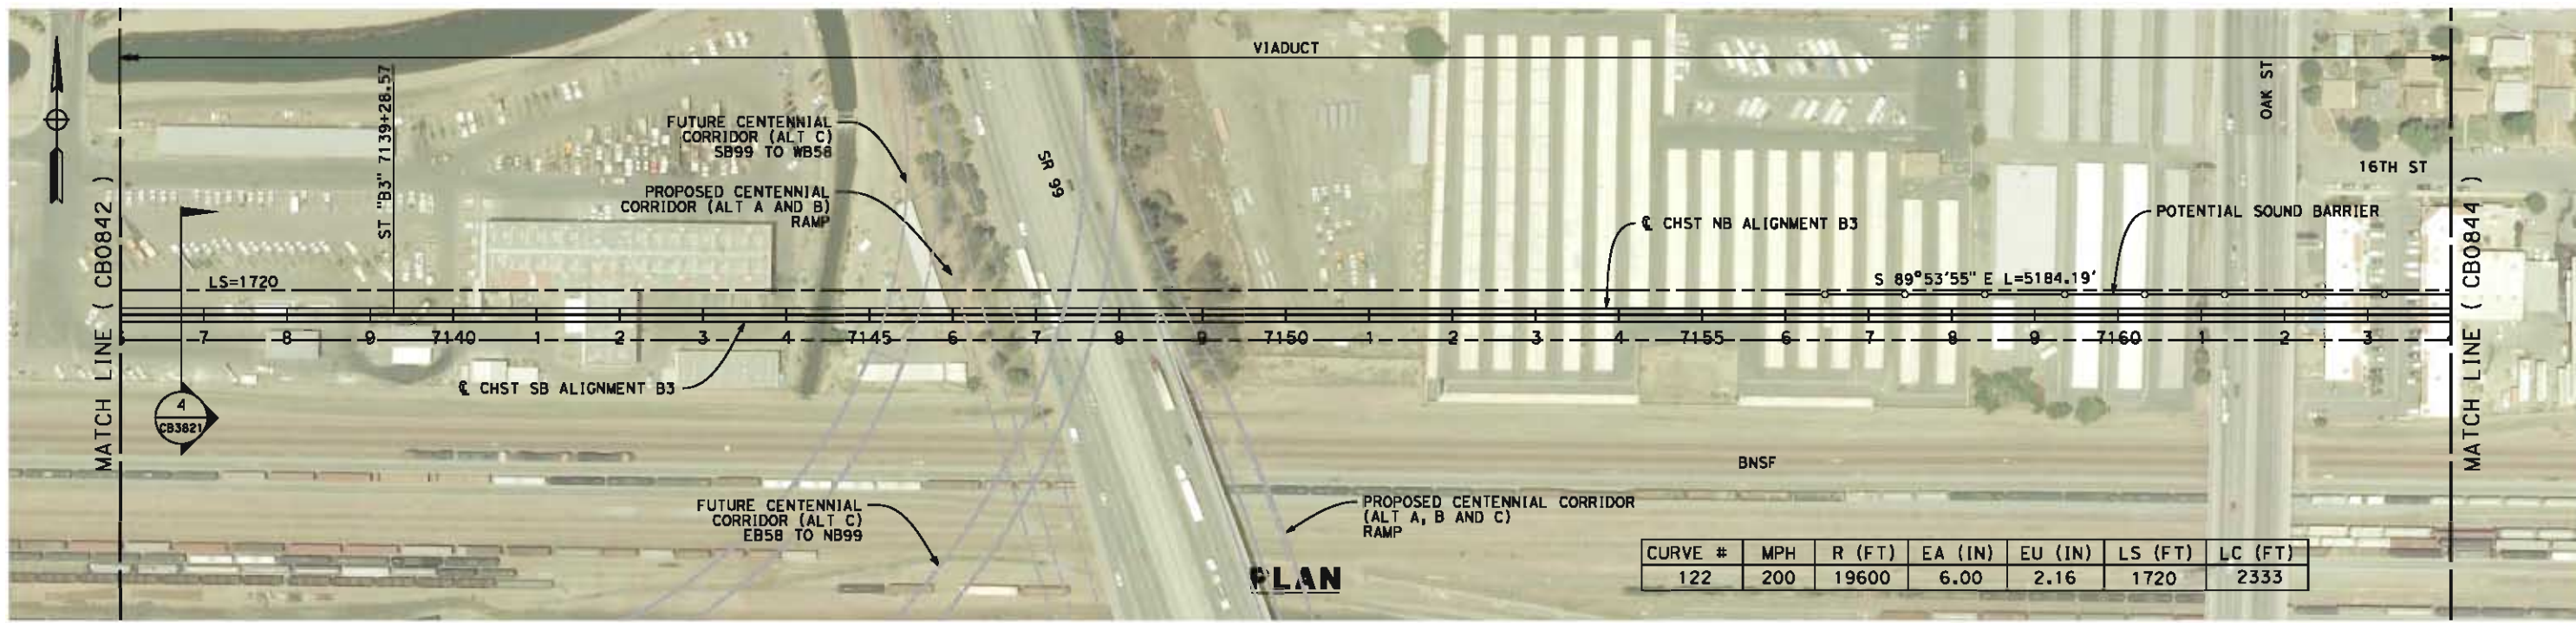 VIADUCT
OAK ST
ST "B3" 7139+28.57
FUTURE CENTENNIAL
CORRIDOR (ALT C)
SB99 TO WB58
SR 99
16TH ST
PROPOSED CENTENNIAL
CORRIDOR (ALT A AND B)
RAMP
℄ CHST NB ALIGNMENT B3
POTENTIAL SOUND BARRIER
MATCH LINE ( CB0842 )
MATCH LINE ( CB0844 )
LS=1720
S 89°53'55" E L=5184.19'
7 8 9 7140 1 2 3 4 7145 6 7 8 9 7150 1 2 3 4 7155 6 7 8 9 7160 1 2 3
℄ CHST SB ALIGNMENT B3
4
CB3821
BNSF
FUTURE CENTENNIAL
CORRIDOR (ALT C)
EB58 TO NB99
PROPOSED CENTENNIAL CORRIDOR
(ALT A, B AND C)
RAMP
PLAN
CURVE # MPH R (FT) EA (IN) EU (IN) LS (FT) LC (FT)
122 200 19600 6.00 2.16 1720 2333